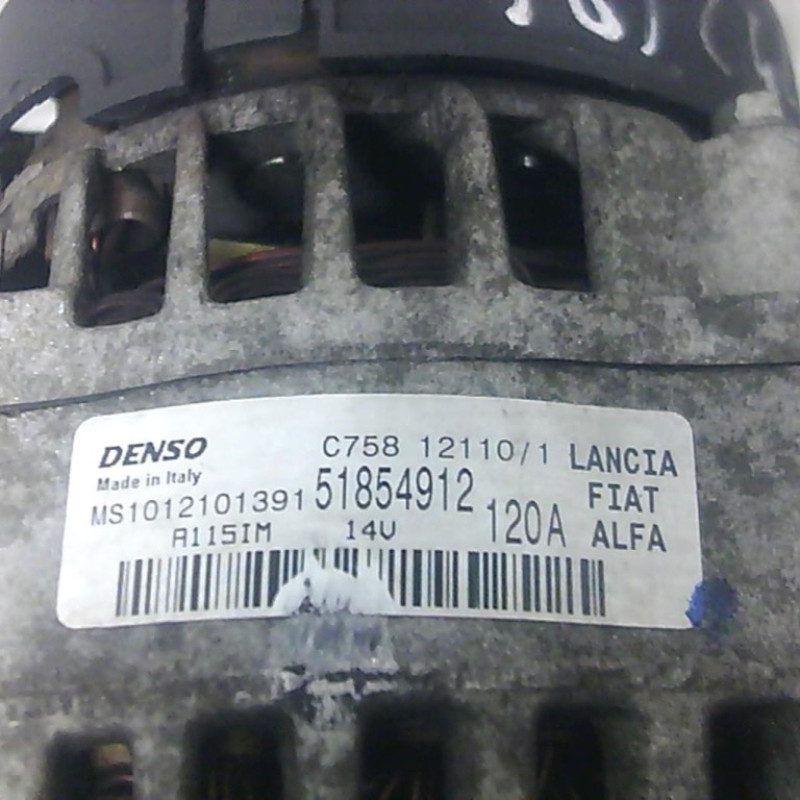 DENSO
Made in Italy
C758 12110/1
LANCIA
FIAT
ALFA
MS1012101391
51854912
120A
A115IM
14V